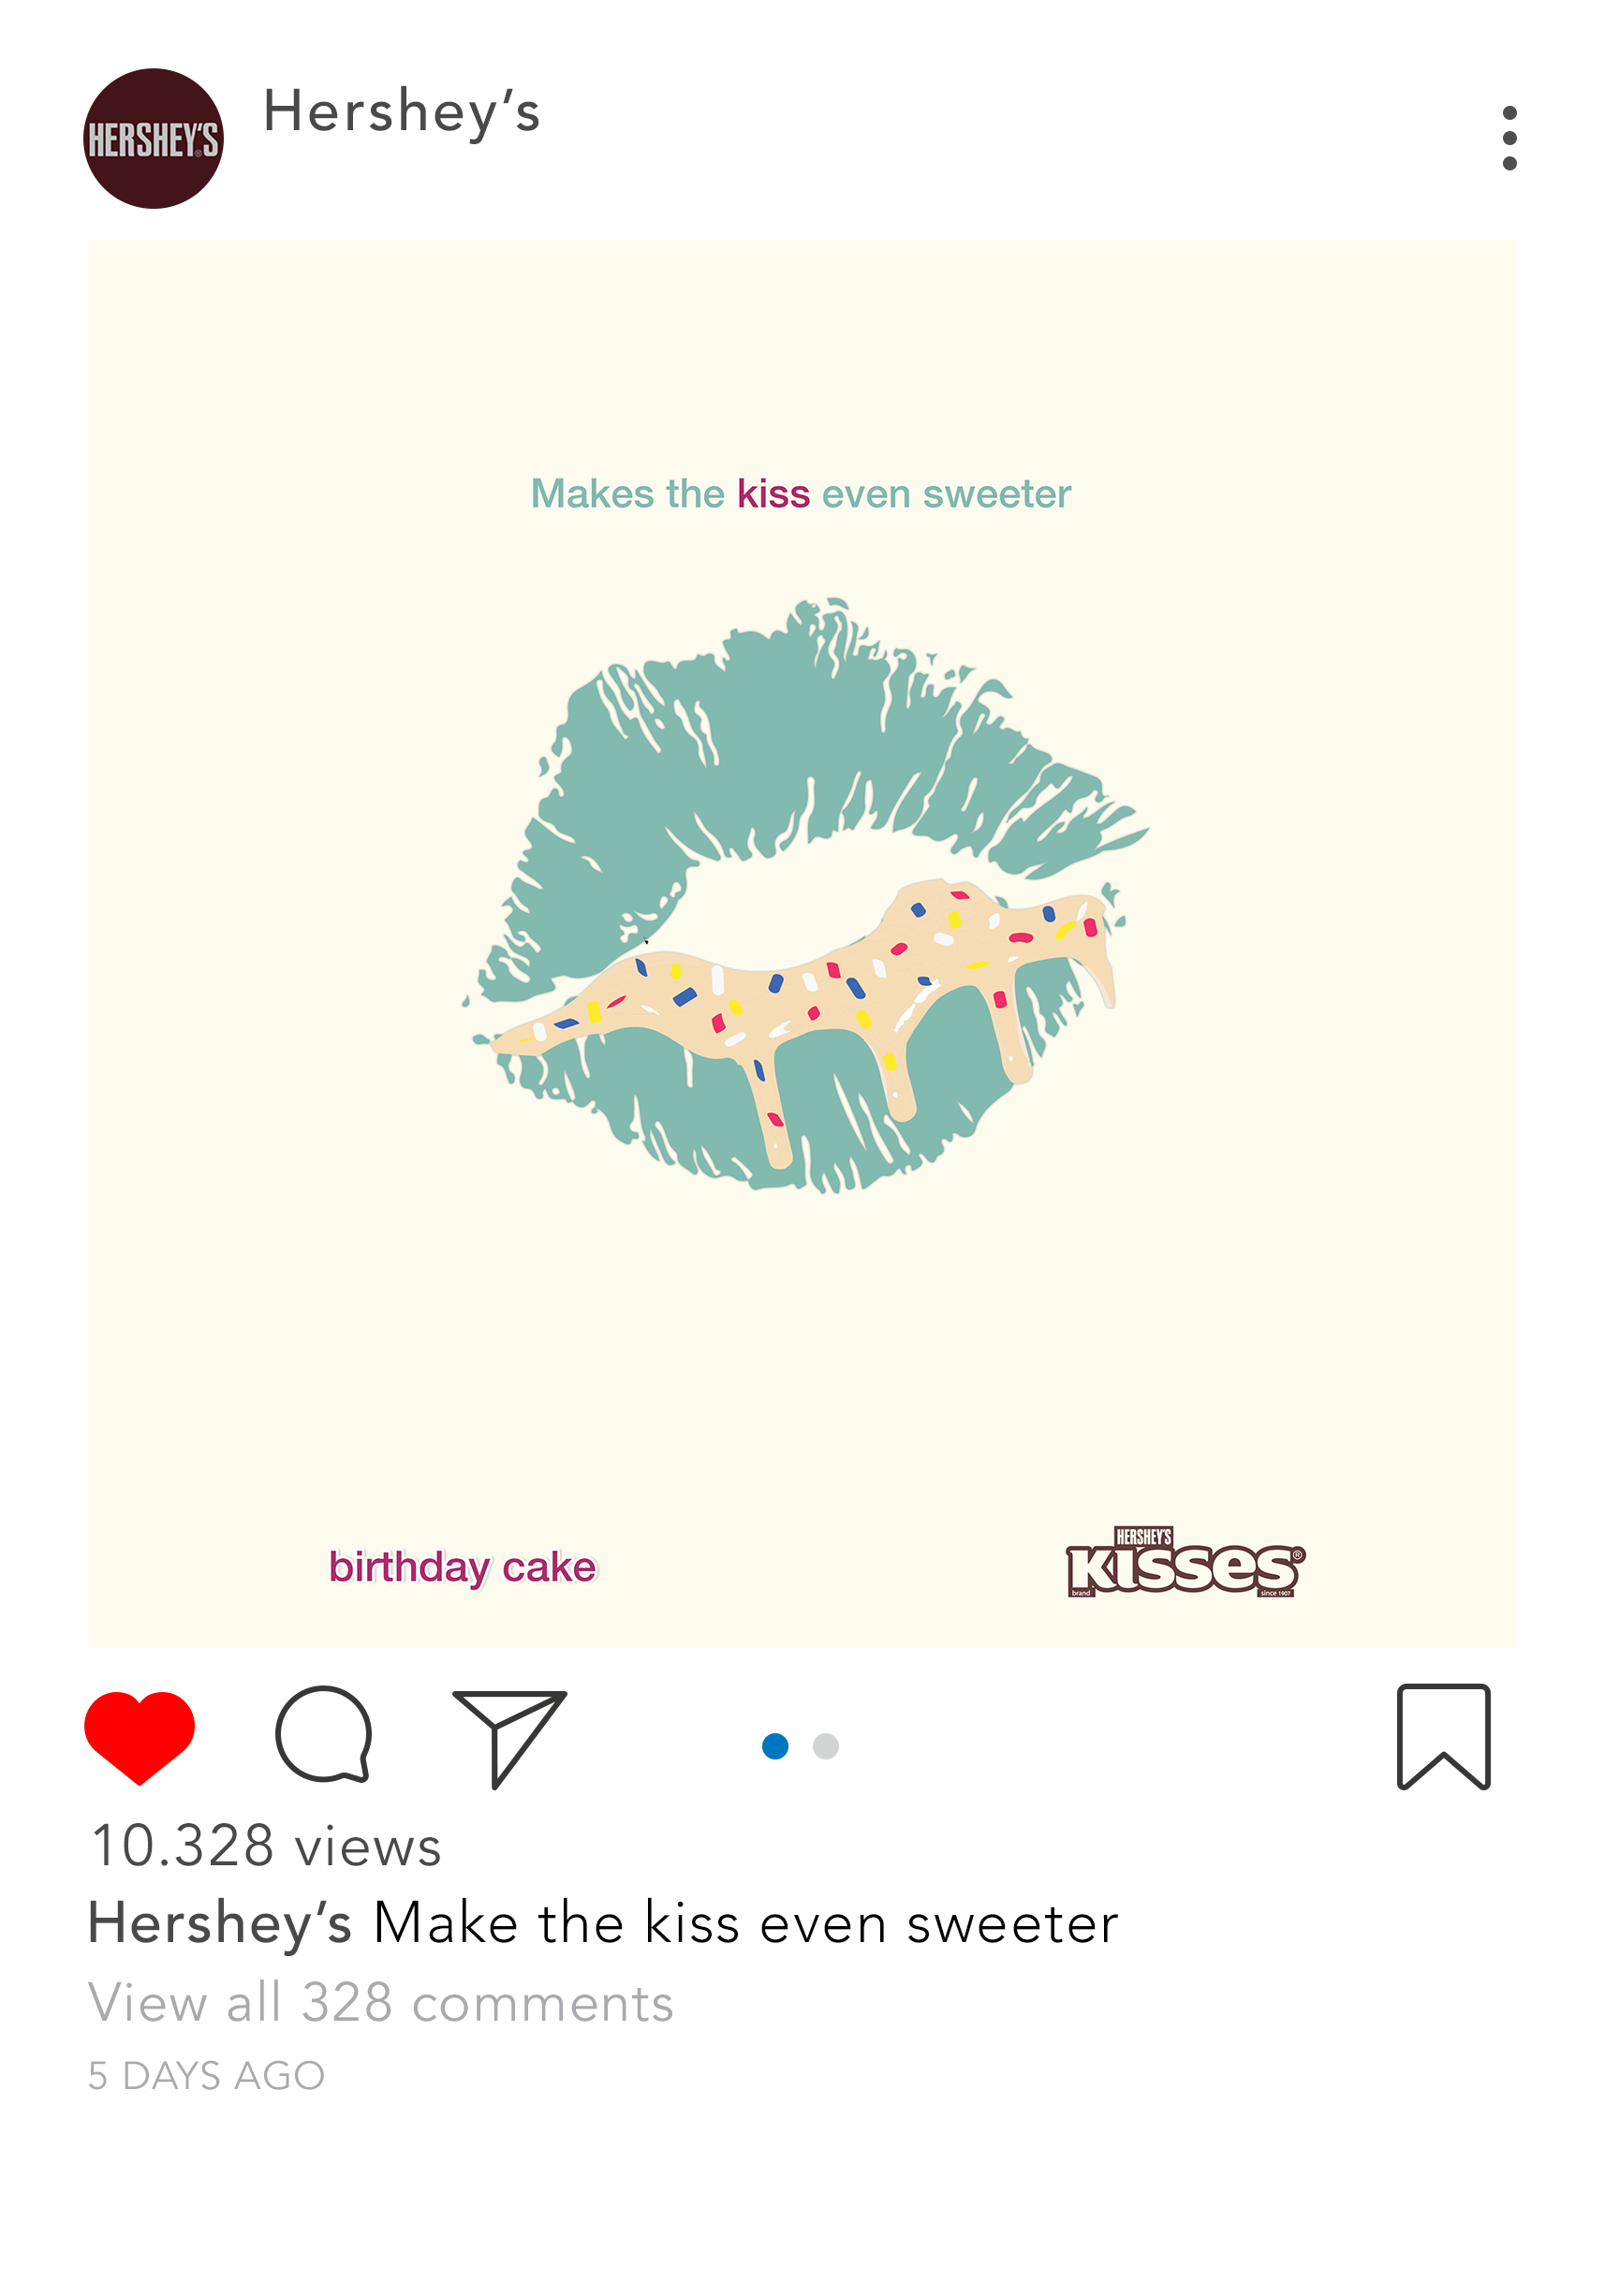 HERSHEY'S
Hershey's
Makes the kiss even sweeter
birthday cake
HERSHEY'S
KISSES®
brand
since 1907
10.328 views
Hershey's Make the kiss even sweeter
View all 328 comments
5 DAYS AGO